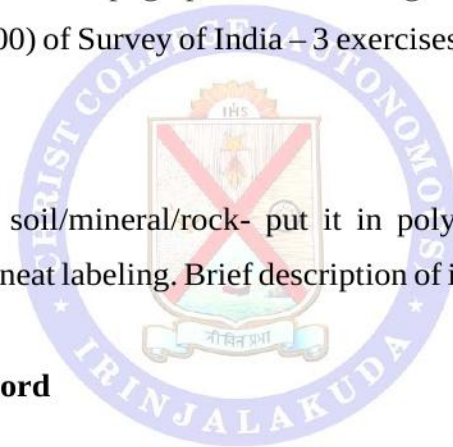 00) of Survey of India – 3 exercises
CHRIST COLLEGE (AUTONOMOUS)
IHS
soil/mineral/rock- put it in poly
neat labeling. Brief description of i
जीवित प्रभा
ord
IRINJALAKUDA